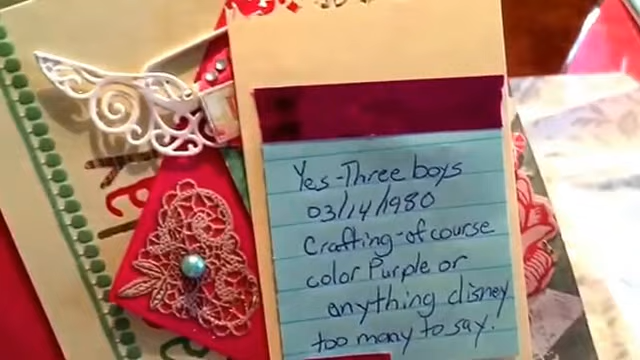 Yes-Three boys
03/14/1980
Crafting-of course
color Purple or
anything disney
too many to say.